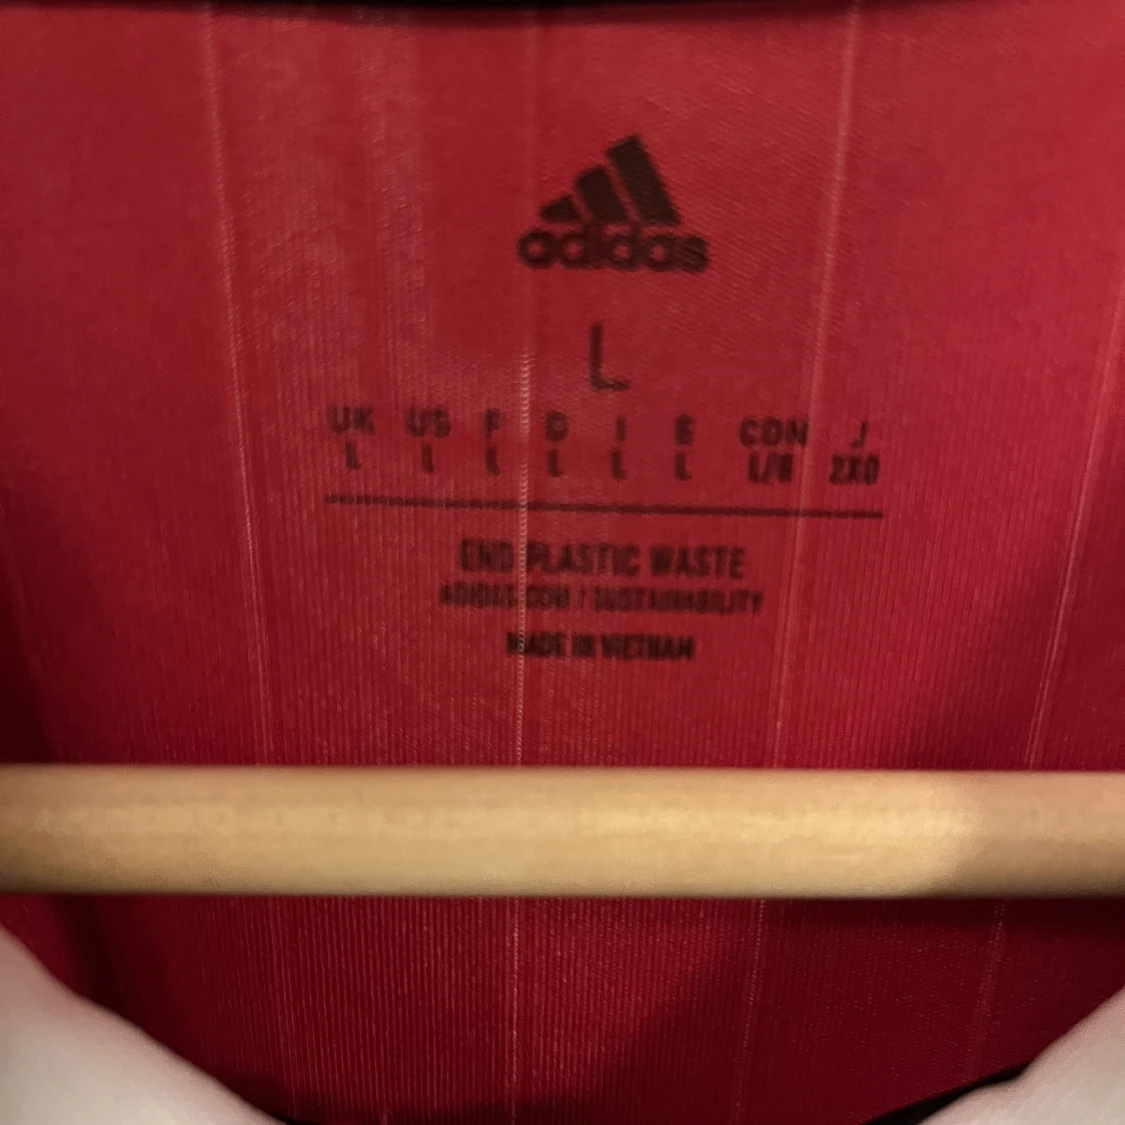 adidas
L
UK US F D I E CDN J
L L L L L L L/G 2XO
END PLASTIC WASTE
ADIDAS.COM / SUSTAINABILITY
MADE IN VIETNAM